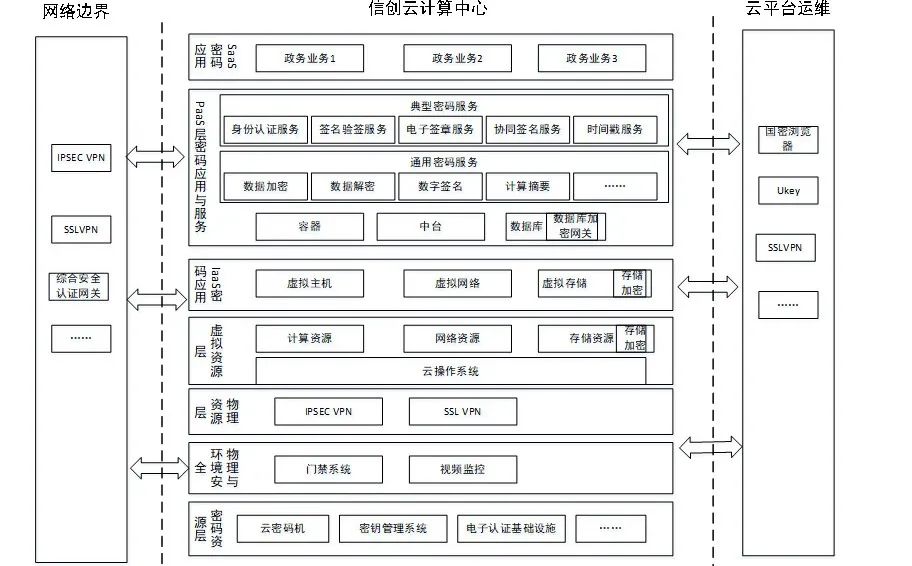 网络边界
信创云计算中心
云平台运维
IPSEC VPN
SSLVPN
综合安全
认证网关
……
SaaS
密码
应用
政务业务1
政务业务2
政务业务3
PaaS层密码应用与服务
典型密码服务
身份认证服务
签名验签服务
电子签章服务
协同签名服务
时间戳服务
通用密码服务
数据加密
数据解密
数字签名
计算摘要
……
容器
中台
数据库
数据库加
密网关
IaaS密
码应用
虚拟主机
虚拟网络
虚拟存储
存储
加密
虚拟资源
层
计算资源
网络资源
存储资源
存储
加密
云操作系统
物理
资源
层
IPSEC VPN
SSL VPN
物理与
环境安
全
门禁系统
视频监控
密码资
源层
云密码机
密钥管理系统
电子认证基础设施
……
国密浏览
器
Ukey
SSLVPN
……